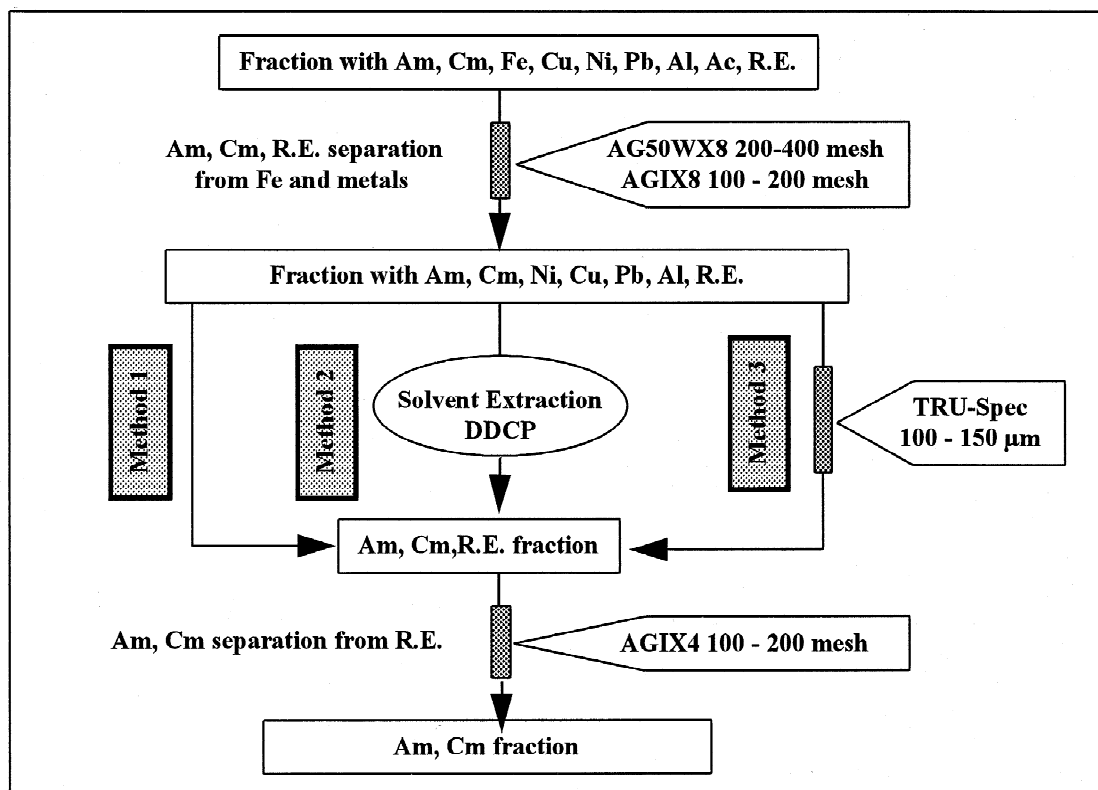 Fraction with Am, Cm, Fe, Cu, Ni, Pb, Al, Ac, R.E.
Am, Cm, R.E. separation
from Fe and metals
AG50WX8 200-400 mesh
AGIX8 100 - 200 mesh
Fraction with Am, Cm, Ni, Cu, Pb, Al, R.E.
Method 1
Method 2
Solvent Extraction
DDCP
Method 3
TRU-Spec
100 - 150 μm
Am, Cm,R.E. fraction
Am, Cm separation from R.E.
AGIX4 100 - 200 mesh
Am, Cm fraction